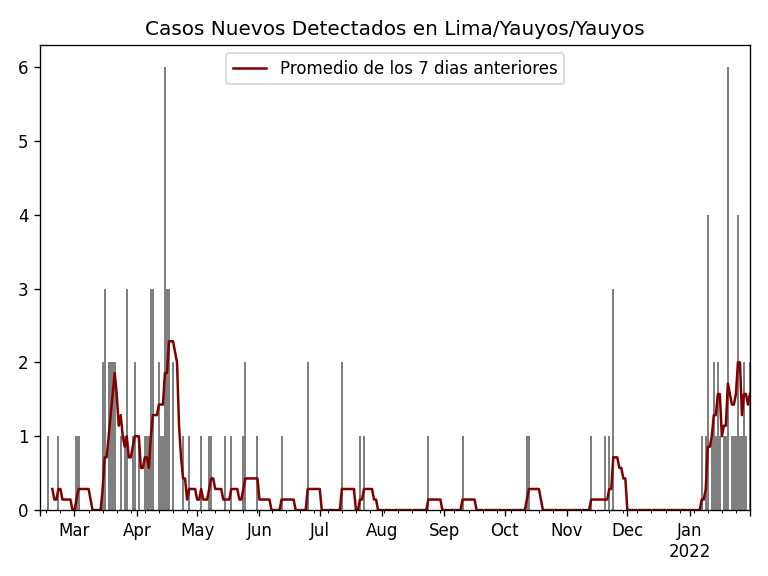 Casos Nuevos Detectados en Lima/Yauyos/Yauyos
Promedio de los 7 dias anteriores
6
5
4
3
2
1
0
Mar Apr May Jun Jul Aug Sep Oct Nov Dec Jan
2022